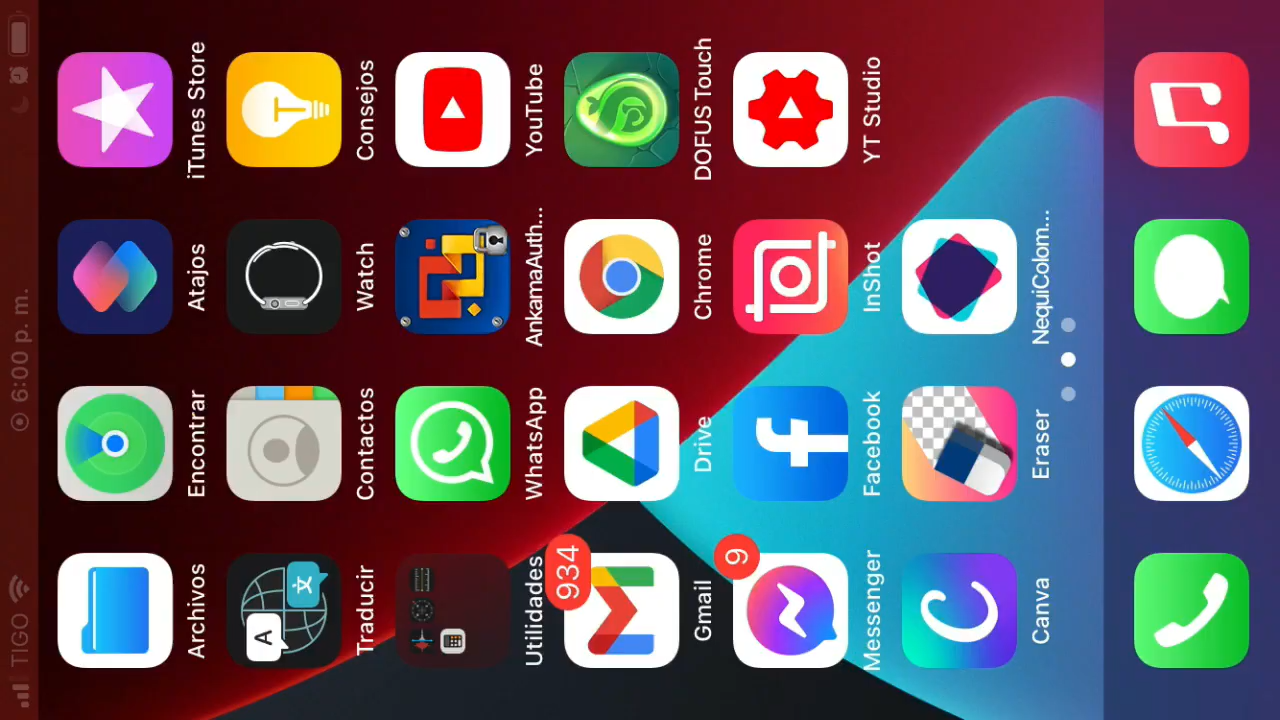 TIGO
6:00 p. m.
Archivos
Encontrar
Atajos
iTunes Store
A
文
Traducir
Contactos
Watch
Consejos
Utilidades
WhatsApp
AnkamaAuth...
YouTube
934
Gmail
Drive
Chrome
DOFUS Touch
9
Messenger
Facebook
InShot
YT Studio
Canva
Eraser
NequiColom...